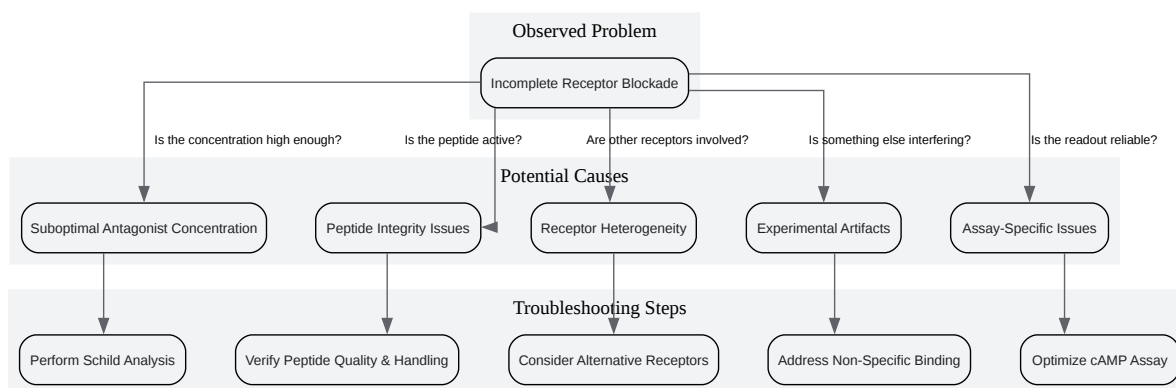 Observed Problem
Incomplete Receptor Blockade
Is the concentration high enough?
Is the peptide active?
Are other receptors involved?
Is something else interfering?
Is the readout reliable?
Potential Causes
Suboptimal Antagonist Concentration
Peptide Integrity Issues
Receptor Heterogeneity
Experimental Artifacts
Assay-Specific Issues
Troubleshooting Steps
Perform Schild Analysis
Verify Peptide Quality & Handling
Consider Alternative Receptors
Address Non-Specific Binding
Optimize cAMP Assay